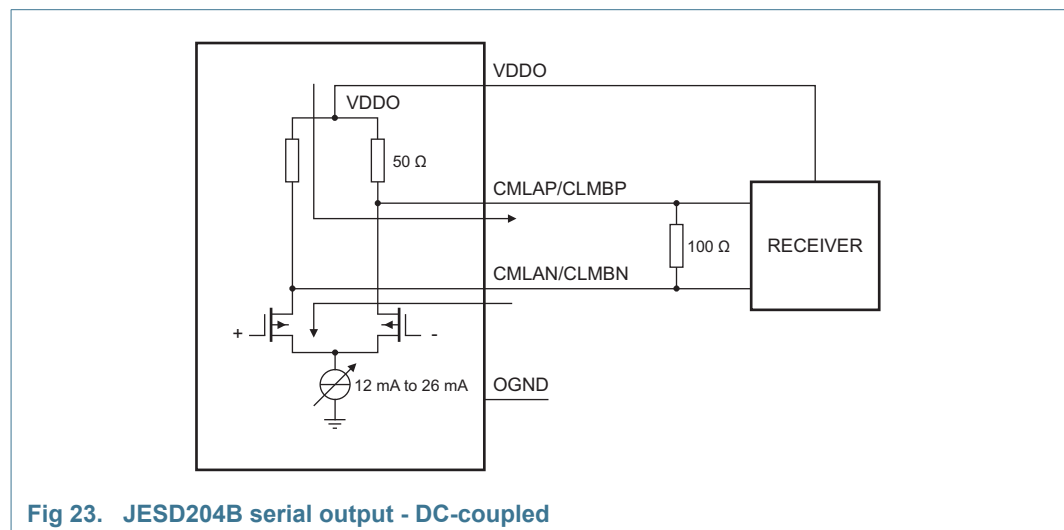 VDDO
VDDO
50 Ω
CMLAP/CLMBP
100 Ω
RECEIVER
CMLAN/CLMBN
+
-
12 mA to 26 mA
OGND
Fig 23. JESD204B serial output - DC-coupled